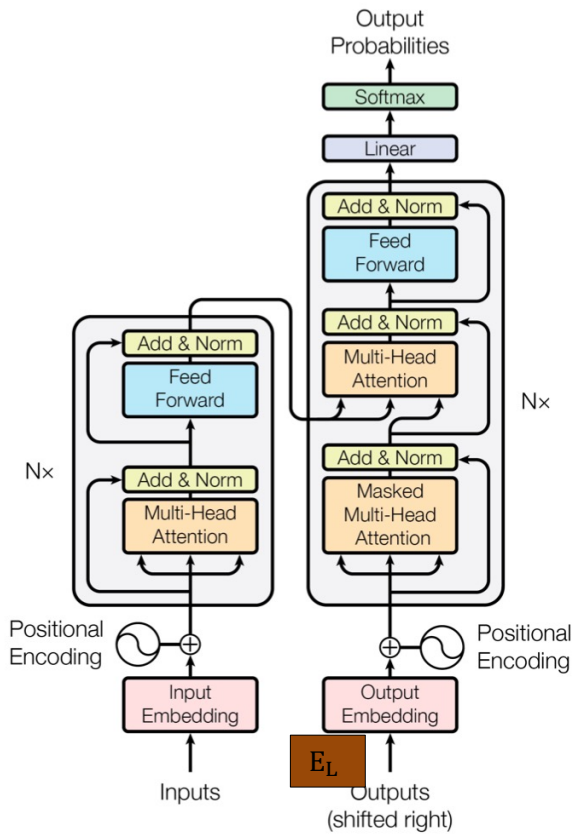 Output
Probabilities
Softmax
Linear
Add & Norm
Feed
Forward
Add & Norm
Multi-Head
Attention
Add & Norm
Masked
Multi-Head
Attention
Nx
Add & Norm
Feed
Forward
Add & Norm
Multi-Head
Attention
Nx
Positional
Encoding
Positional
Encoding
Input
Embedding
Output
Embedding
E_L
Inputs
Outputs
(shifted right)